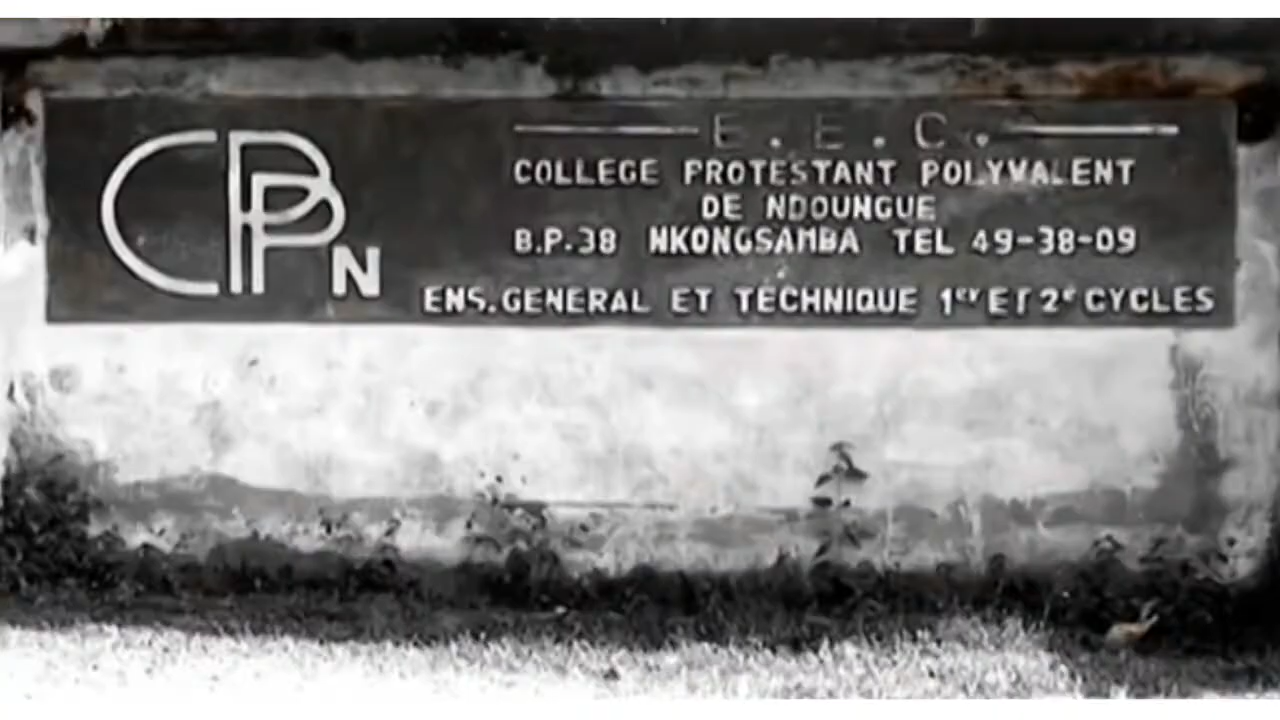 CPPN
E.E.C.
COLLEGE PROTESTANT POLYVALENT
DE NDOUNGUE
B.P.38 NKONGSAMBA TEL 49-38-09
ENS.GENERAL ET TECHNIQUE 1er ET 2e CYCLES